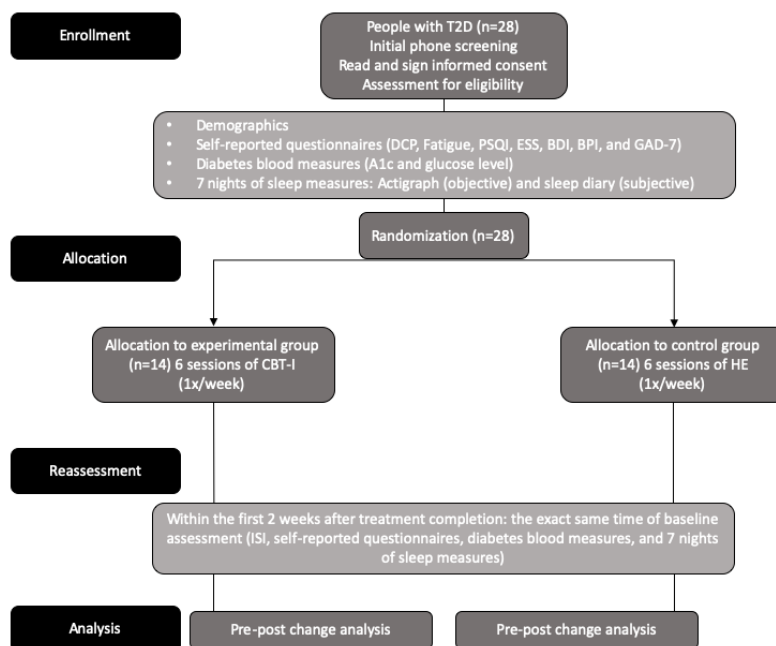 Enrollment
People with T2D (n=28)
Initial phone screening
Read and sign informed consent
Assessment for eligibility
• Demographics
• Self-reported questionnaires (DCP, Fatigue, PSQI, ESS, BDI, BPI, and GAD-7)
• Diabetes blood measures (A1c and glucose level)
• 7 nights of sleep measures: Actigraph (objective) and sleep diary (subjective)
Randomization (n=28)
Allocation
Allocation to experimental group
(n=14) 6 sessions of CBT-I
(1x/week)
Allocation to control group
(n=14) 6 sessions of HE
(1x/week)
Reassessment
Within the first 2 weeks after treatment completion: the exact same time of baseline
assessment (ISI, self-reported questionnaires, diabetes blood measures, and 7 nights
of sleep measures)
Analysis
Pre-post change analysis
Pre-post change analysis